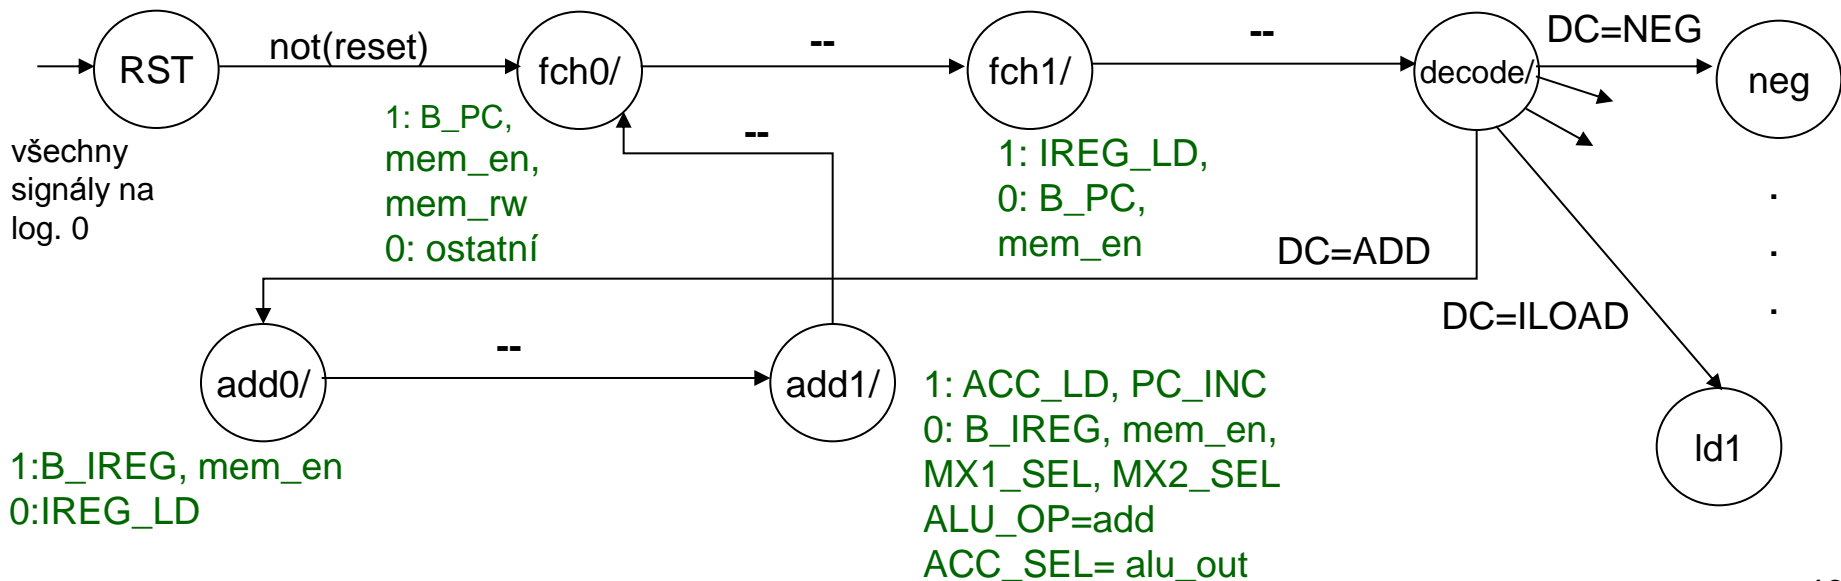 RST
not(reset)
fch0/
--
fch1/
--
decode/
DC=NEG
neg
všechny
signály na
log. 0
1: B_PC,
mem_en,
mem_rw
0: ostatní
--
1: IREG_LD,
0: B_PC,
mem_en
DC=ADD
.
.
.
DC=ILOAD
add0/
--
add1/
1:B_IREG, mem_en
0:IREG_LD
1: ACC_LD, PC_INC
0: B_IREG, mem_en,
MX1_SEL, MX2_SEL
ALU_OP=add
ACC_SEL= alu_out
ld1